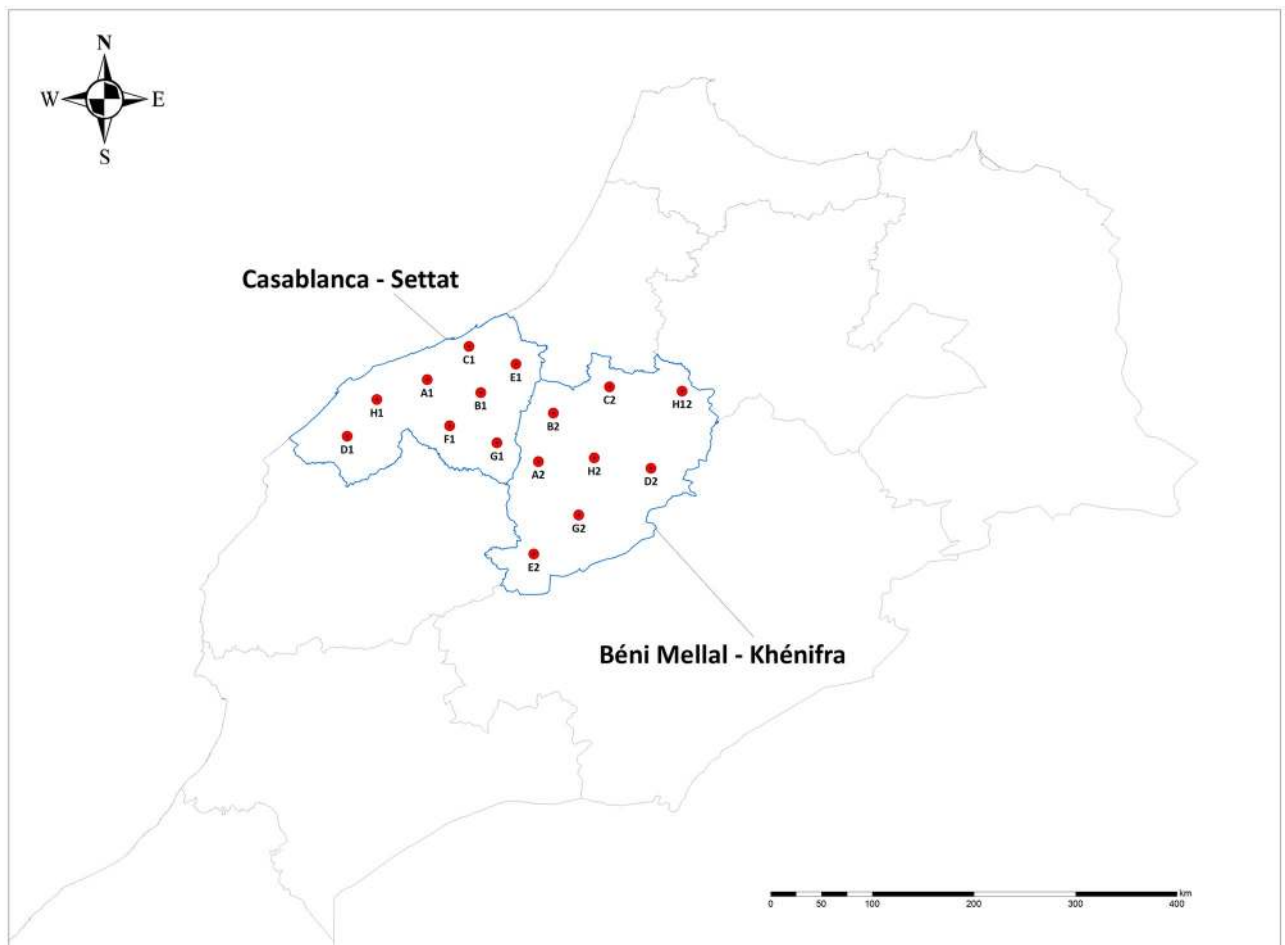 N
W E
S
Casablanca - Settat
C1
E1
A1
B1
H1
C2
H12
B2
F1
D1
G1
A2
H2
D2
G2
E2
Béni Mellal - Khénifra
km
0 50 100 200 300 400